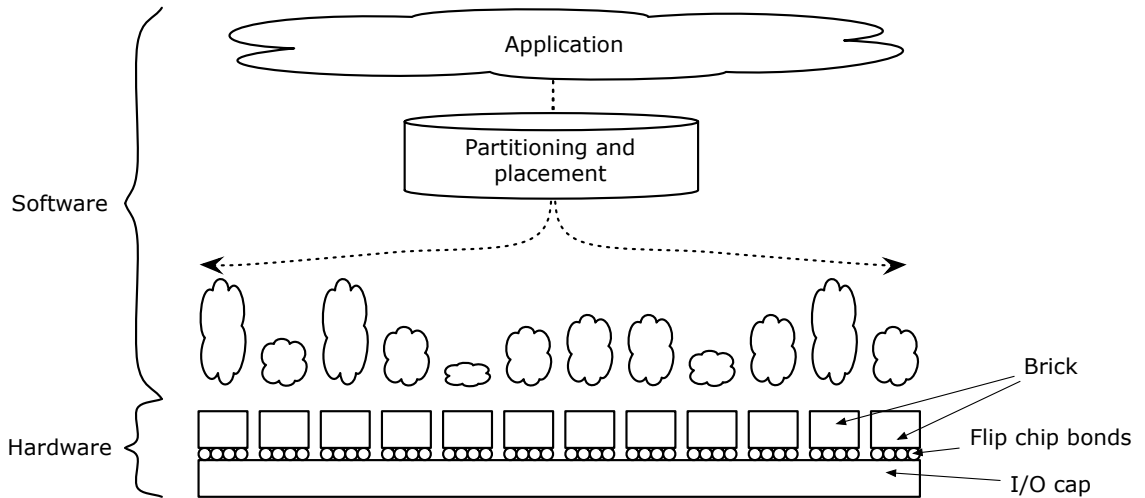 Application
Partitioning and
placement
Software
Brick
Hardware
Flip chip bonds
I/O cap